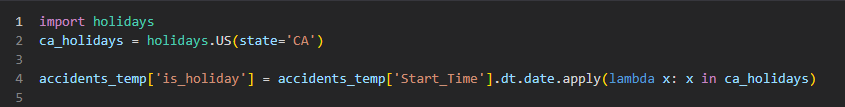 1 import holidays
2 ca_holidays = holidays.US(state='CA')
3
4 accidents_temp['is_holiday'] = accidents_temp['Start_Time'].dt.date.apply(lambda x: x in ca_holidays)
5